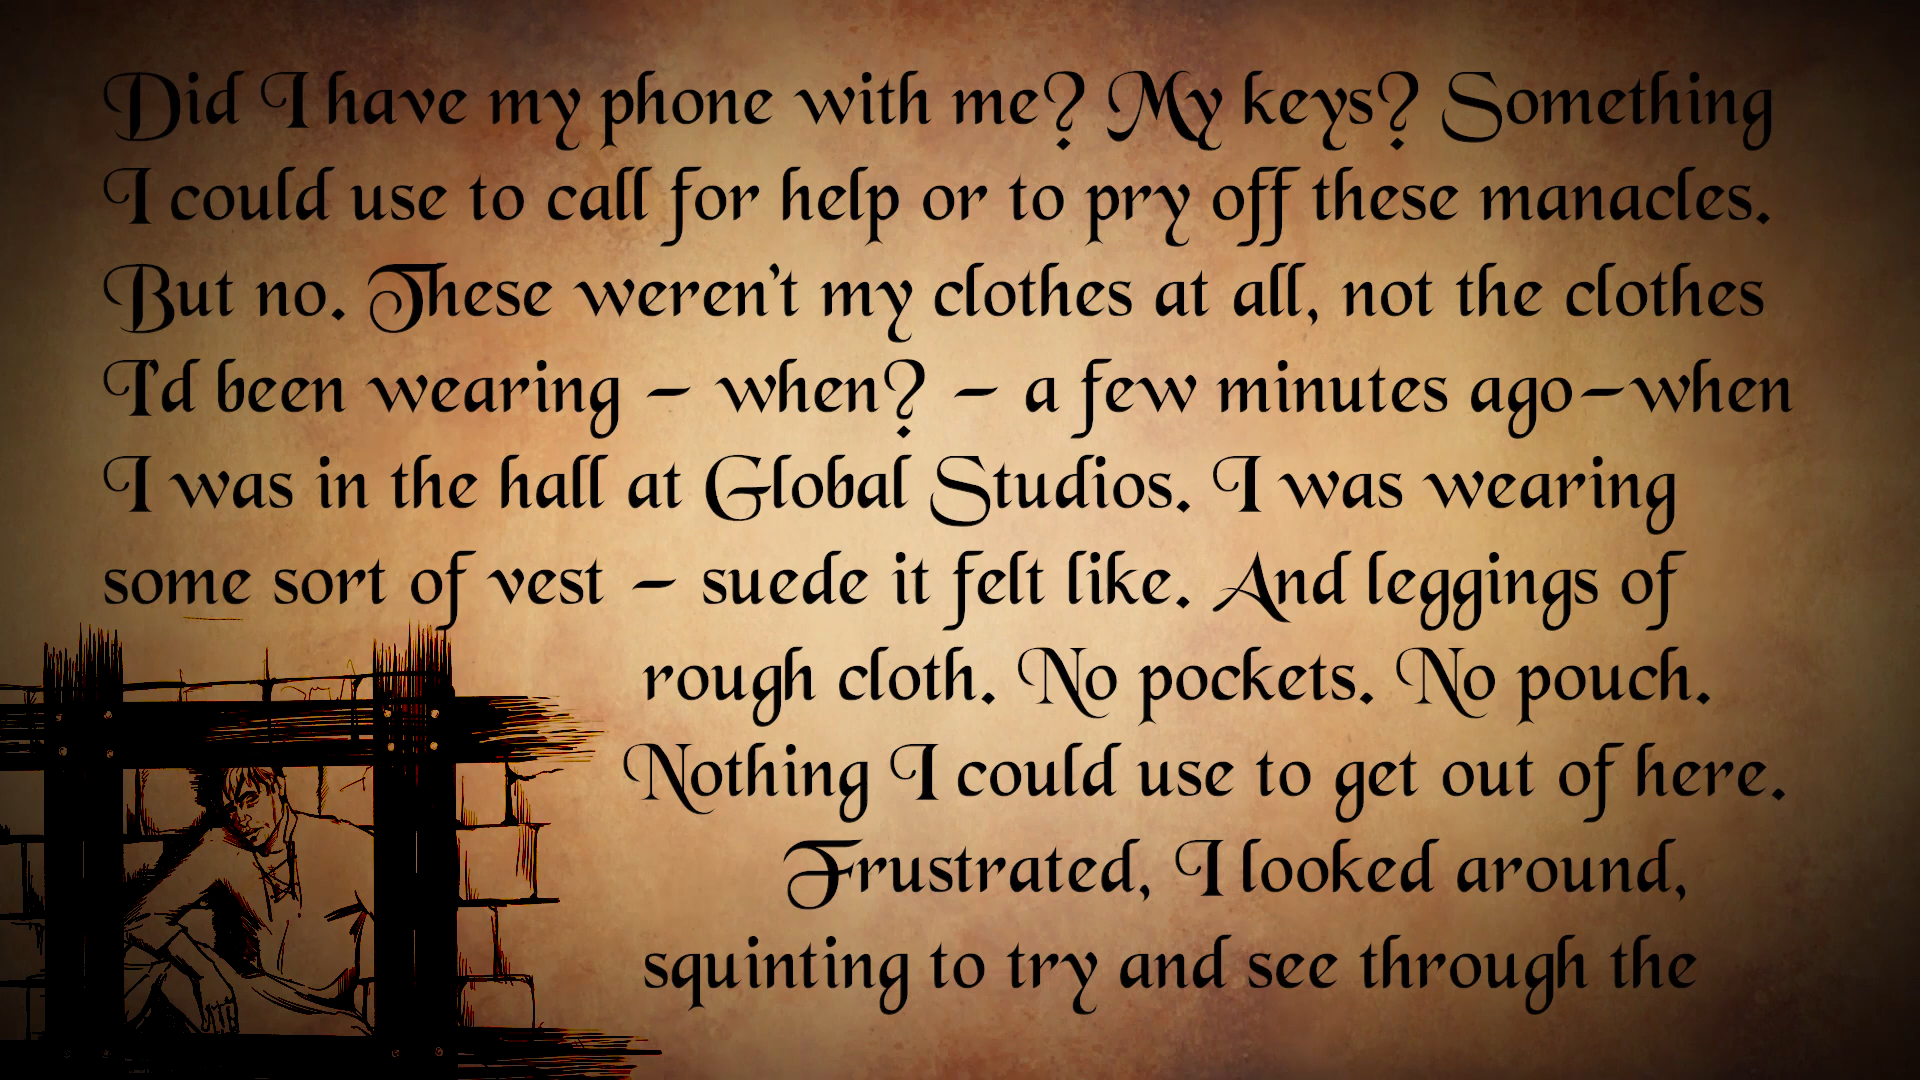 Did I have my phone with me? My keys? Something
I could use to call for help or to pry off these manacles.
But no. These weren't my clothes at all, not the clothes
I'd been wearing – when? – a few minutes ago–when
I was in the hall at Global Studios. I was wearing
some sort of vest – suede it felt like. And leggings of
rough cloth. No pockets. No pouch.
Nothing I could use to get out of here.
Frustrated, I looked around,
squinting to try and see through the